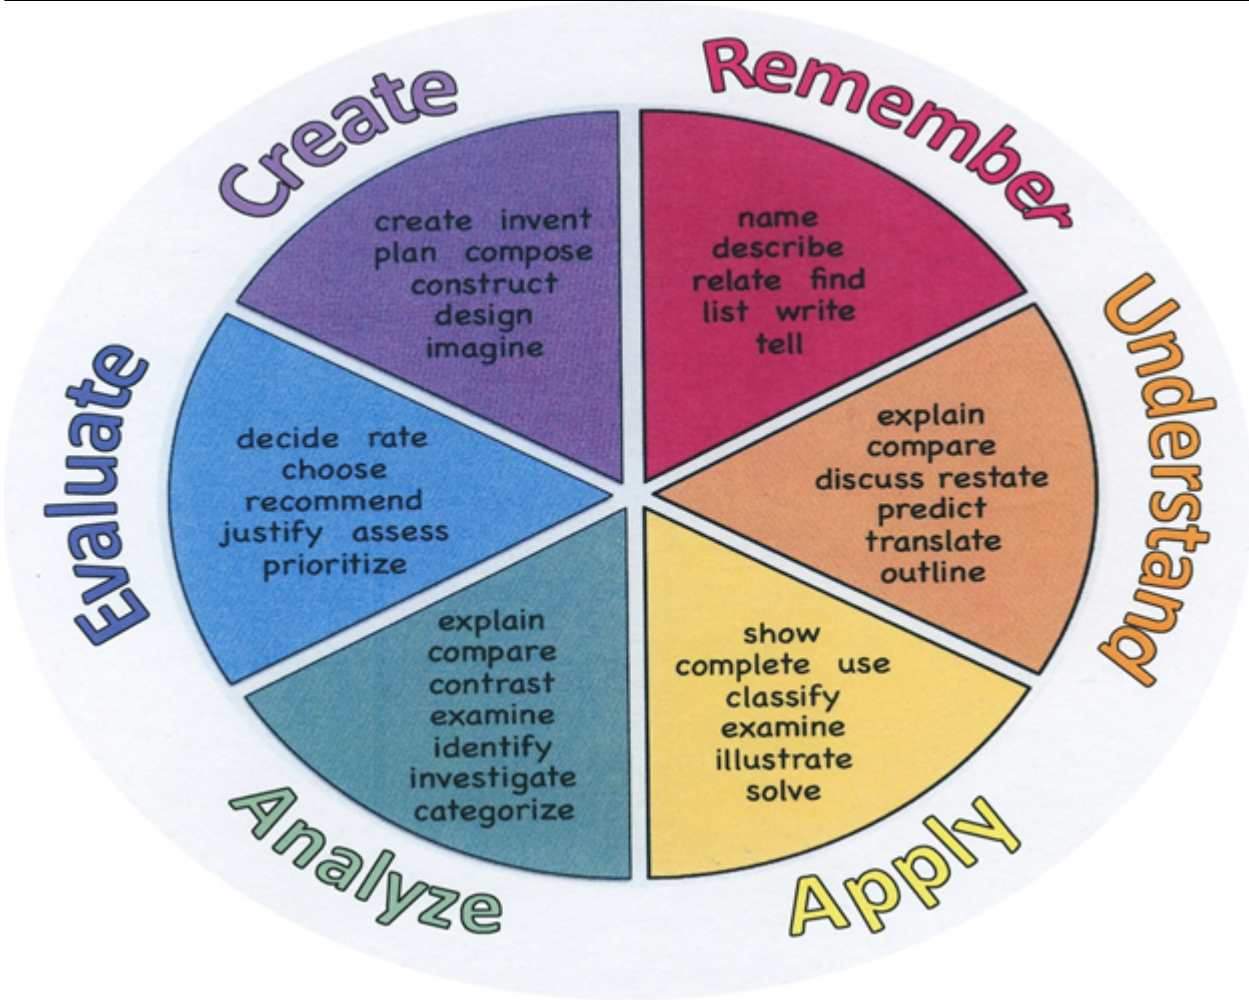 Remember
name
describe
relate find
list write
tell
Understand
explain
compare
discuss restate
predict
translate
outline
Apply
show
complete use
classify
examine
illustrate
solve
Analyze
explain
compare
contrast
examine
identify
investigate
categorize
Evaluate
decide rate
choose
recommend
justify assess
prioritize
Create
create invent
plan compose
construct
design
imagine